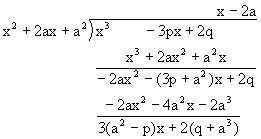 x - 2a
x² + 2ax + a²)x³ - 3px + 2q
x³ + 2ax² + a²x
- 2ax² - (3p + a²)x + 2q
- 2ax² - 4a²x - 2a³
3(a² - p)x + 2(q + a³)